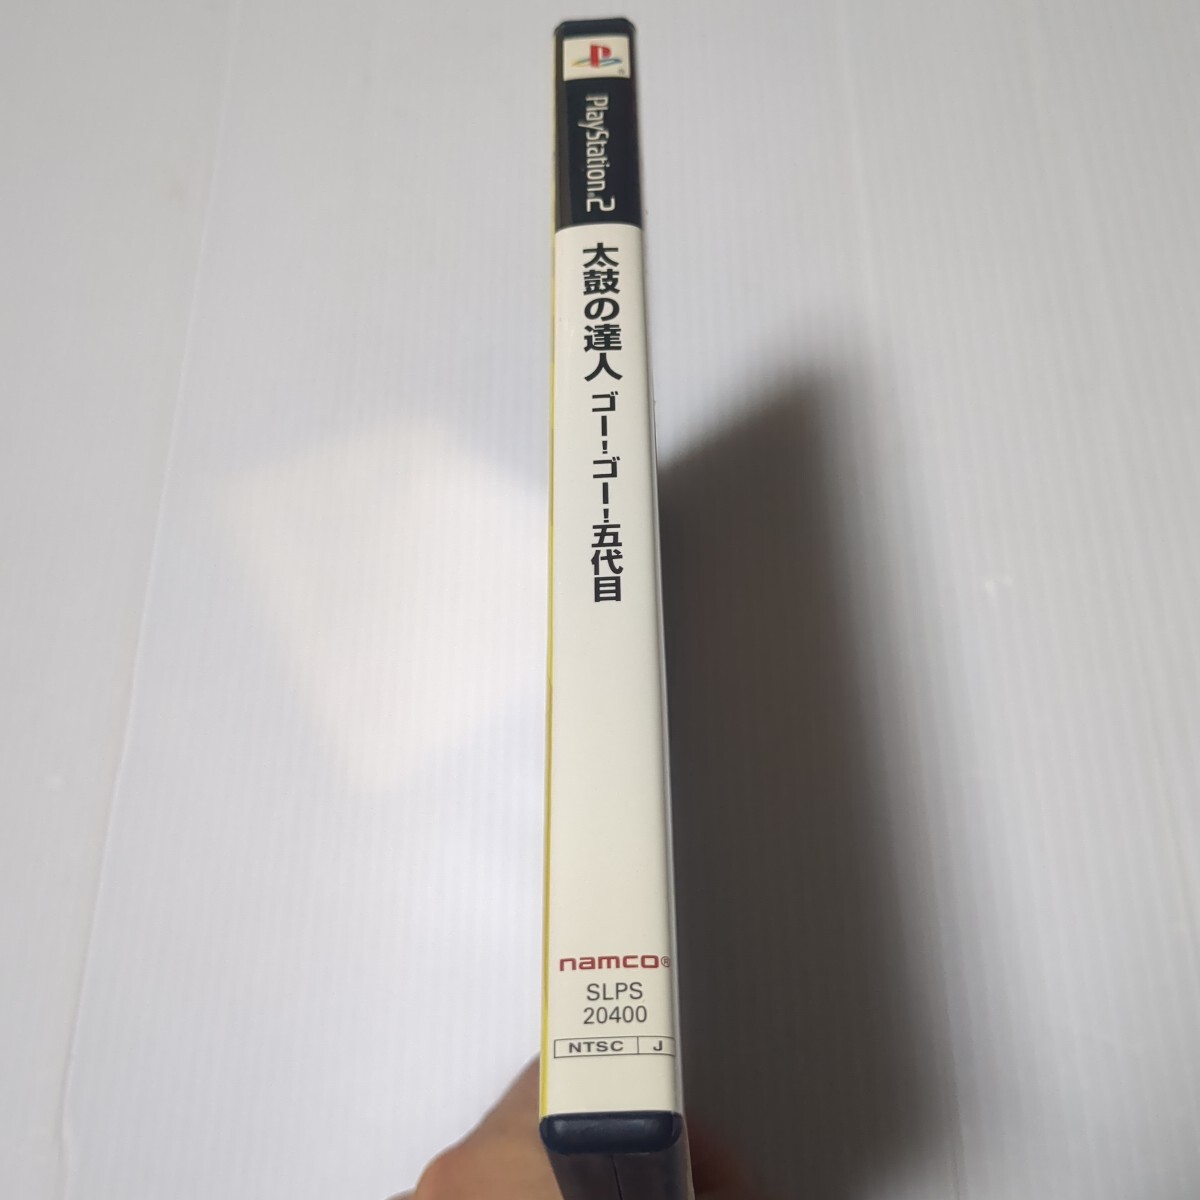 PlayStation®2
太鼓の達人 ゴー!ゴー!五代目
namco®
SLPS
20400
NTSC J